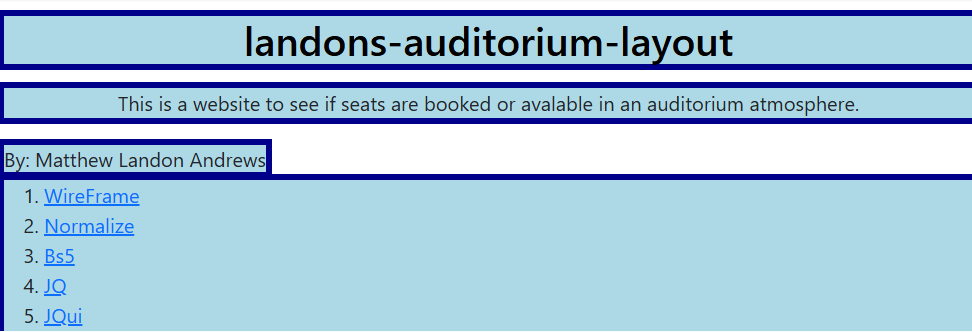 landons-auditorium-layout
This is a website to see if seats are booked or avalable in an auditorium atmosphere.
By: Matthew Landon Andrews
1. WireFrame
2. Normalize
3. Bs5
4. JQ
5. JQui